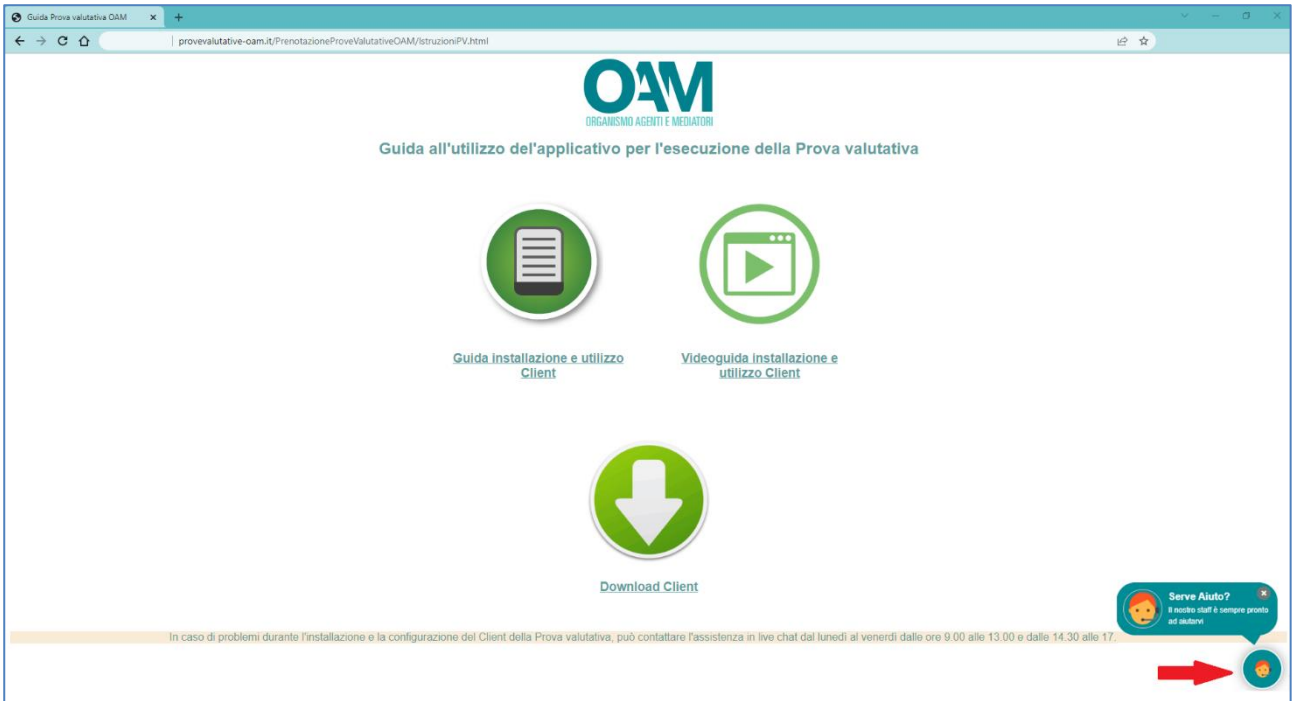 Guida Prova valutativa OAM
provevalutative-oam.it/PrenotazioneProveValutativeOAM/IstruzioniPV.html
OAM
ORGANISMO AGENTI E MEDIATORI
Guida all'utilizzo del'applicativo per l'esecuzione della Prova valutativa
Guida installazione e utilizzo
Client
Videoguida installazione e
utilizzo Client
Download Client
Serve Aiuto?
Il nostro staff è sempre pronto
ad aiutarvi
In caso di problemi durante l'installazione e la configurazione del Client della Prova valutativa, può contattare l'assistenza in live chat dal lunedì al venerdì dalle ore 9.00 alle 13.00 e dalle 14.30 alle 17.